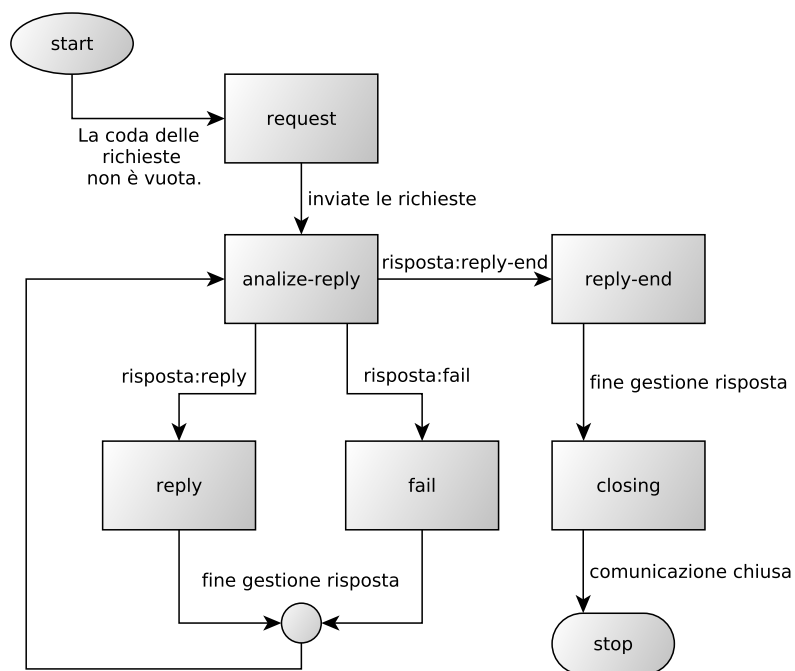 start
request
La coda delle
richieste
non è vuota.
inviate le richieste
analize-reply
risposta:reply-end
reply-end
risposta:reply
risposta:fail
fine gestione risposta
reply
fail
closing
fine gestione risposta
comunicazione chiusa
stop